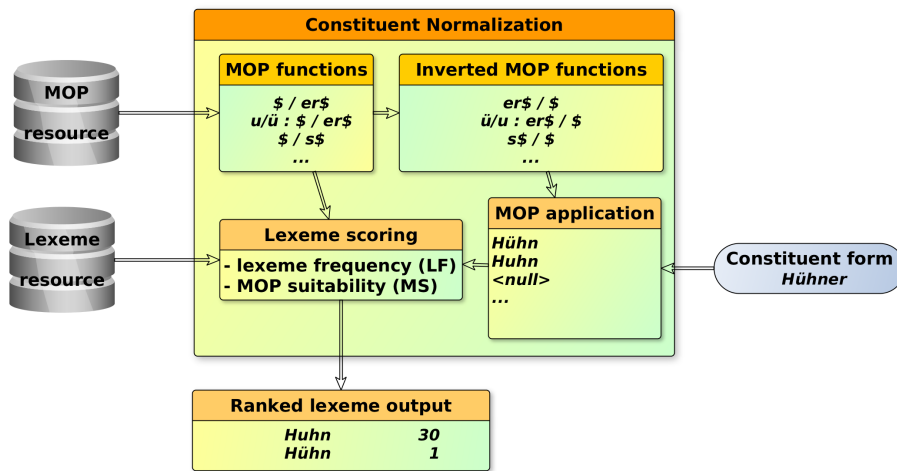 Constituent Normalization
MOP functions
$ / er$
u/ü : $ / er$
$ / s$
...
Inverted MOP functions
er$ / $
ü/u : er$ / $
s$ / $
...
MOP
resource
Lexeme
resource
Lexeme scoring
- lexeme frequency (LF)
- MOP suitability (MS)
MOP application
Hühn
Huhn
<null>
...
Constituent form
Hühner
Ranked lexeme output
Huhn 30
Hühn 1